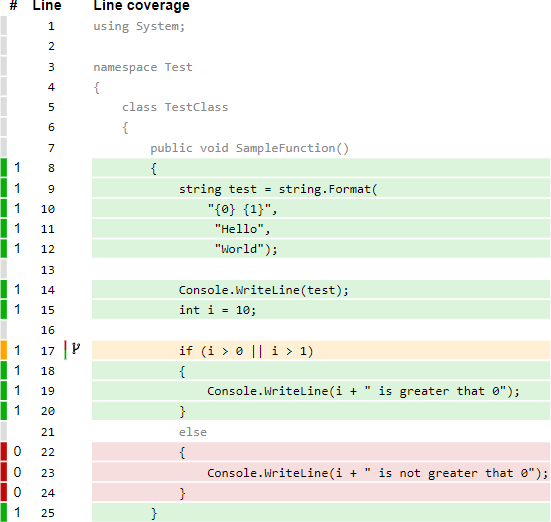 # Line Line coverage
1 using System;
2
3 namespace Test
4 {
5 class TestClass
6 {
7 public void SampleFunction()
1 8 {
1 9 string test = string.Format(
1 10 "{0} {1}",
1 11 "Hello",
1 12 "World");
13
1 14 Console.WriteLine(test);
1 15 int i = 10;
16
1 17 if (i > 0 || i > 1)
1 18 {
1 19 Console.WriteLine(i + " is greater that 0");
1 20 }
21 else
0 22 {
0 23 Console.WriteLine(i + " is not greater that 0");
0 24 }
1 25 }